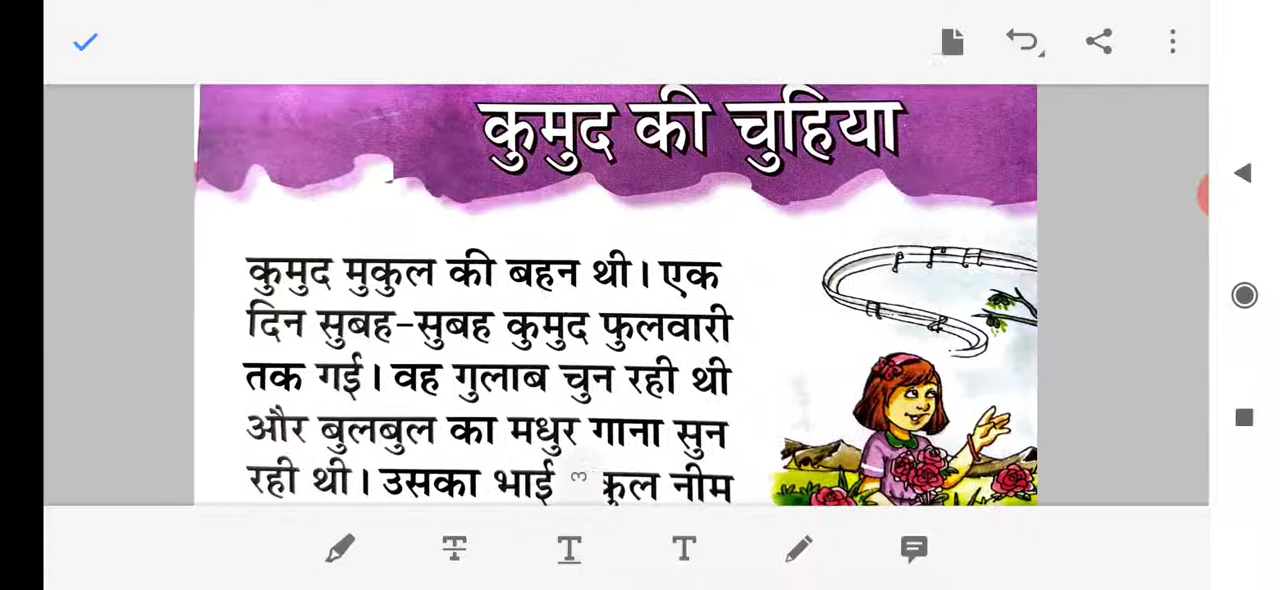 कुमुद की चुहिया
कुमुद मुकुल की बहन थी। एक
दिन सुबह-सुबह कुमुद फुलवारी
तक गई। वह गुलाब चुन रही थी
और बुलबुल का मधुर गाना सुन
रही थी। उसका भाई कुल नीम
T
T
T